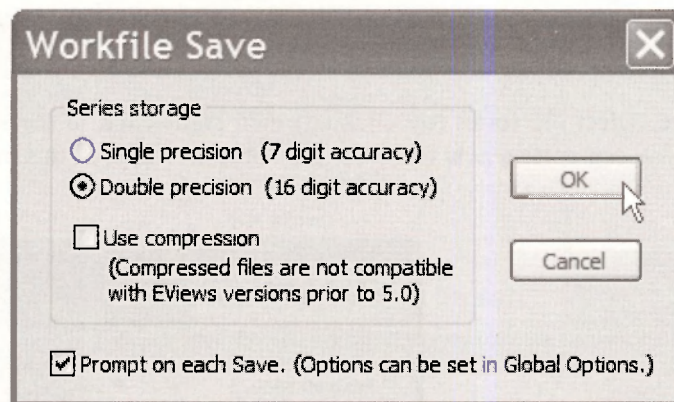 Workfile Save
Series storage
Single precision (7 digit accuracy)
Double precision (16 digit accuracy)
OK
Use compression
(Compressed files are not compatible
with EViews versions prior to 5.0)
Cancel
Prompt on each Save. (Options can be set in Global Options.)